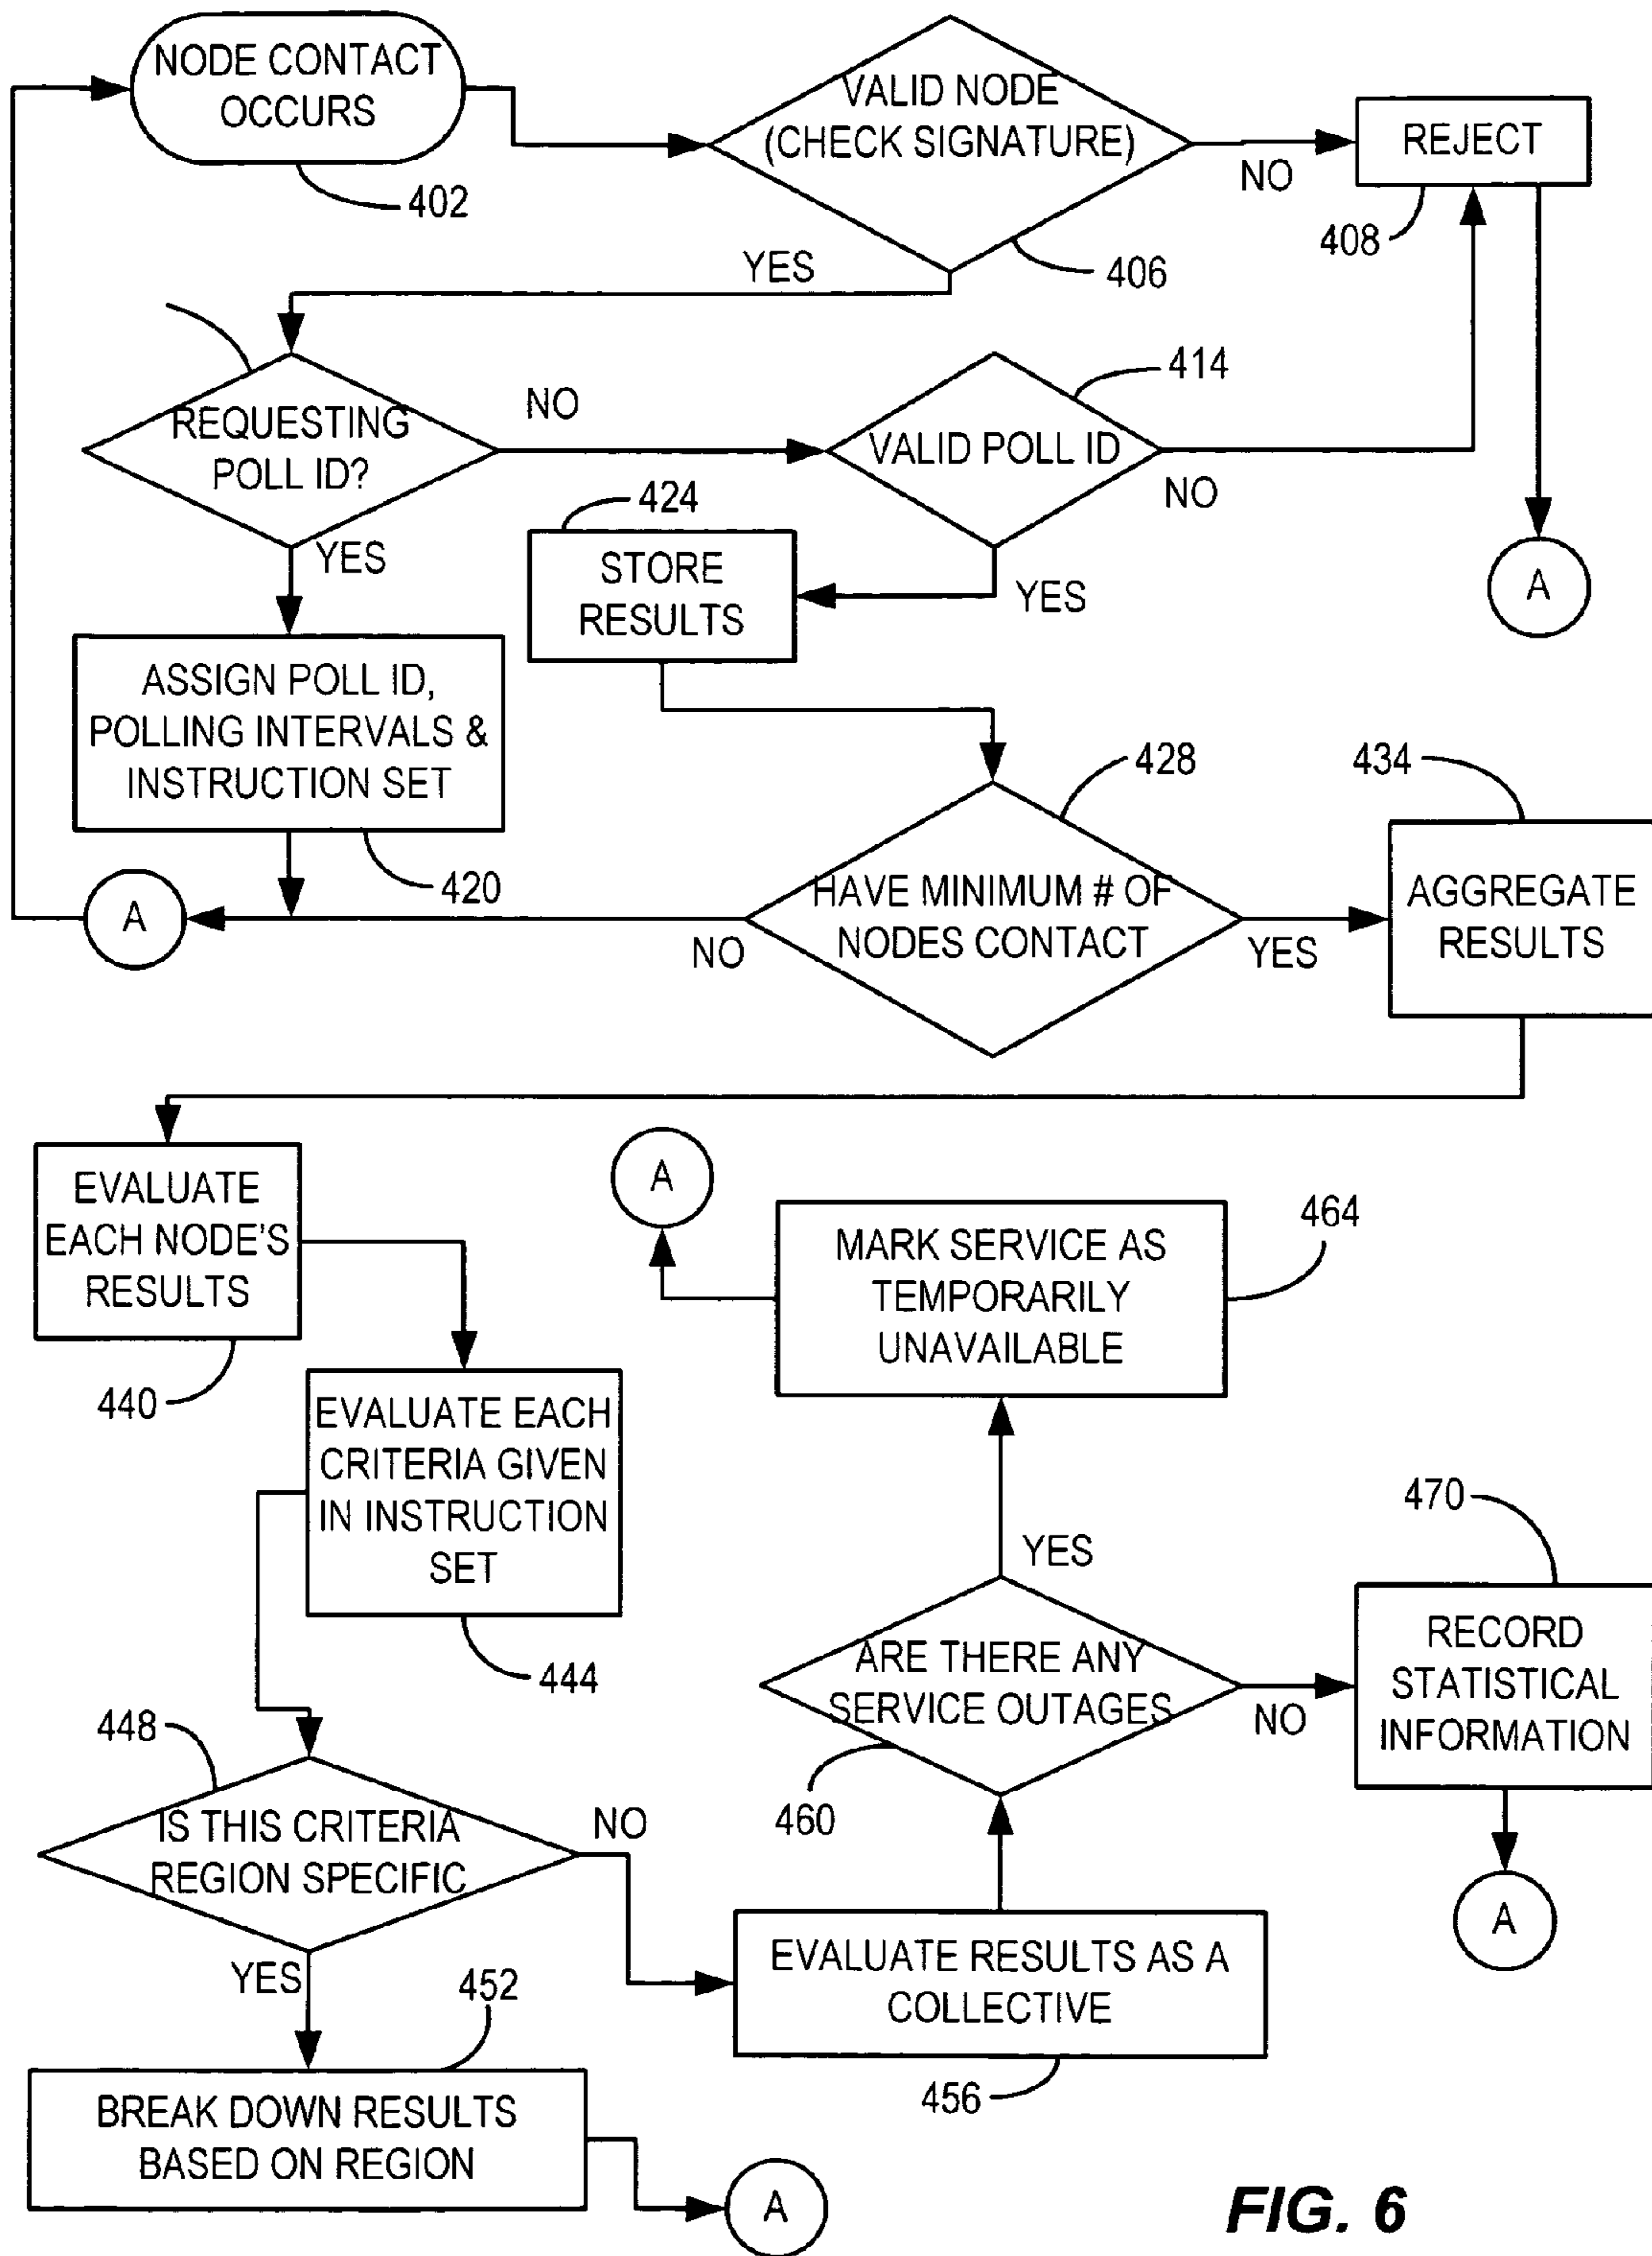 NODE CONTACT
OCCURS
402
VALID NODE
(CHECK SIGNATURE)
406
NO
REJECT
408
YES
REQUESTING
POLL ID?
NO
VALID POLL ID
414
NO
A
YES
424
STORE
RESULTS
YES
ASSIGN POLL ID,
POLLING INTERVALS &
INSTRUCTION SET
420
A
428
HAVE MINIMUM # OF
NODES CONTACT
NO
YES
434
AGGREGATE
RESULTS
EVALUATE
EACH NODE'S
RESULTS
440
A
MARK SERVICE AS
TEMPORARILY
UNAVAILABLE
464
EVALUATE EACH
CRITERIA GIVEN
IN INSTRUCTION
SET
444
YES
ARE THERE ANY
SERVICE OUTAGES
460
NO
470
RECORD
STATISTICAL
INFORMATION
A
448
IS THIS CRITERIA
REGION SPECIFIC
NO
YES
EVALUATE RESULTS AS A
COLLECTIVE
456
452
BREAK DOWN RESULTS
BASED ON REGION
A
FIG. 6